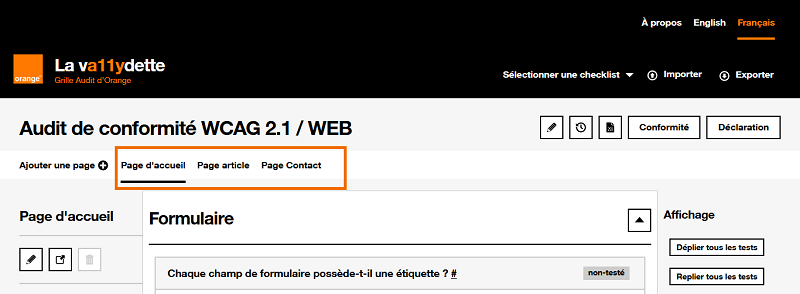 À propos English Français
orange
La va11ydette
Grille Audit d'Orange
Sélectionner une checklist Importer Exporter
Audit de conformité WCAG 2.1 / WEB
Conformité Déclaration
Ajouter une page Page d'accueil Page article Page Contact
Page d'accueil
Formulaire
Affichage
Déplier tous les tests
Chaque champ de formulaire possède-t-il une étiquette ? # non-testé
Replier tous les tests